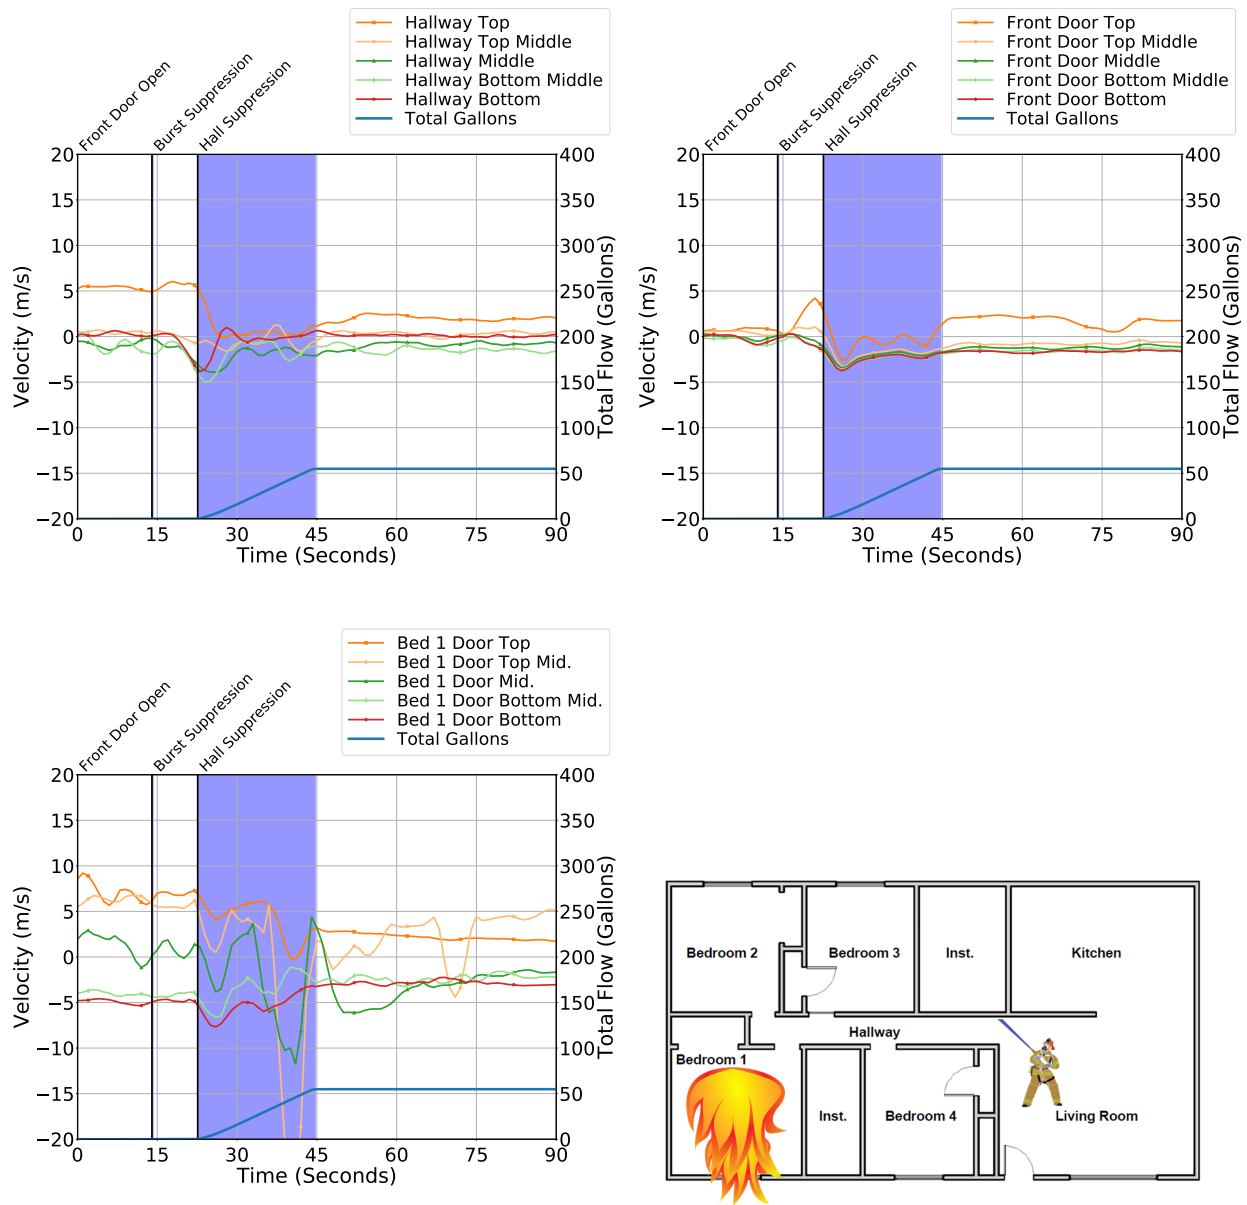 Hallway Top
Hallway Top Middle
Hallway Middle
Hallway Bottom Middle
Hallway Bottom
Total Gallons
Front Door Open
Burst Suppression
Hall Suppression
20
15
10
5
0
−5
−10
−15
−20
Velocity (m/s)
0 15 30 45 60 75 90
Time (Seconds)
400
350
300
250
200
150
100
50
0
Total Flow (Gallons)
Front Door Top
Front Door Top Middle
Front Door Middle
Front Door Bottom Middle
Front Door Bottom
Total Gallons
Front Door Open
Burst Suppression
Hall Suppression
20
15
10
5
0
−5
−10
−15
−20
Velocity (m/s)
0 15 30 45 60 75 90
Time (Seconds)
400
350
300
250
200
150
100
50
0
Total Flow (Gallons)
Bed 1 Door Top
Bed 1 Door Top Mid.
Bed 1 Door Mid.
Bed 1 Door Bottom Mid.
Bed 1 Door Bottom
Total Gallons
Front Door Open
Burst Suppression
Hall Suppression
20
15
10
5
0
−5
−10
−15
−20
Velocity (m/s)
0 15 30 45 60 75 90
Time (Seconds)
400
350
300
250
200
150
100
50
0
Total Flow (Gallons)
Bedroom 2
Bedroom 3
Inst.
Kitchen
Hallway
Bedroom 1
Inst.
Bedroom 4
Living Room